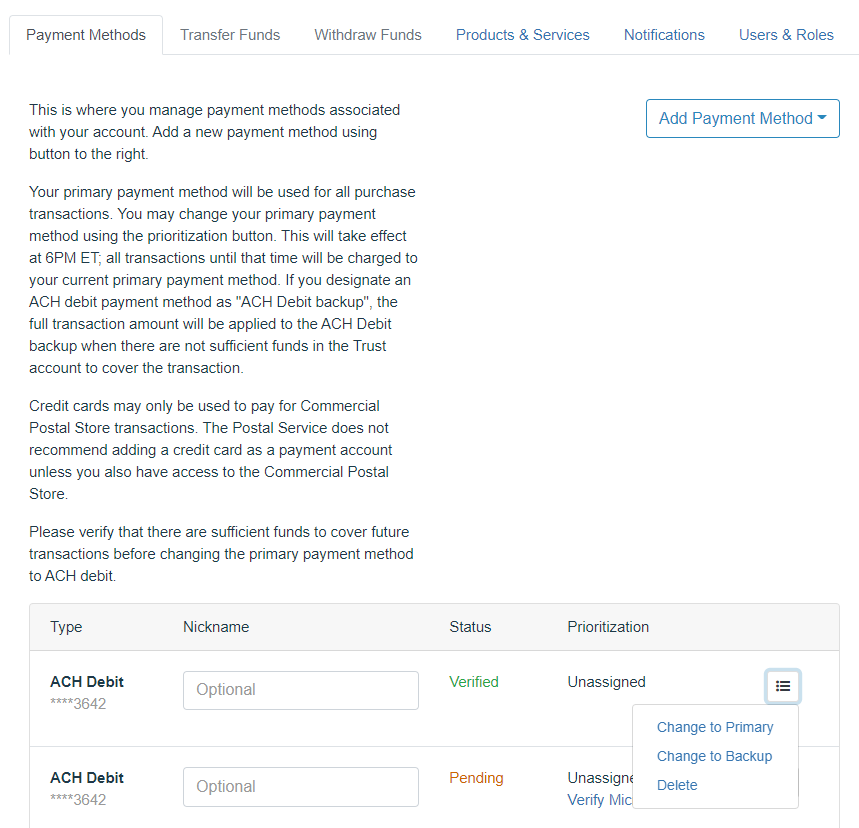 Payment Methods Transfer Funds Withdraw Funds Products & Services Notifications Users & Roles
This is where you manage payment methods associated
with your account. Add a new payment method using
button to the right.
Add Payment Method
Your primary payment method will be used for all purchase
transactions. You may change your primary payment
method using the prioritization button. This will take effect
at 6PM ET; all transactions until that time will be charged to
your current primary payment method. If you designate an
ACH debit payment method as "ACH Debit backup", the
full transaction amount will be applied to the ACH Debit
backup when there are not sufficient funds in the Trust
account to cover the transaction.
Credit cards may only be used to pay for Commercial
Postal Store transactions. The Postal Service does not
recommend adding a credit card as a payment account
unless you also have access to the Commercial Postal
Store.
Please verify that there are sufficient funds to cover future
transactions before changing the primary payment method
to ACH debit.
Type Nickname Status Prioritization
ACH Debit Optional Verified Unassigned
****3642
Change to Primary
Change to Backup
Delete
ACH Debit Optional Pending Unassigne
****3642 Verify Mic